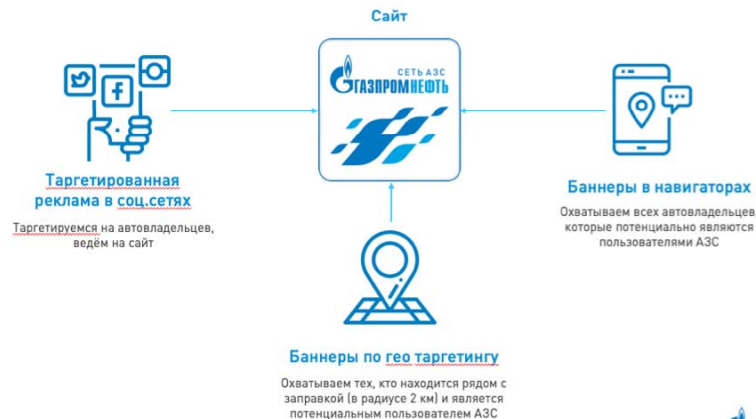 Сайт
СЕТЬ АЗС
ГАЗПРОМНЕФТЬ
Таргетированная
реклама в соц.сетях
Таргетируемся на автовладельцев,
ведём на сайт
Баннеры в навигаторах
Охватываем всех автовладельцев
которые потенциально являются
пользователями АЗС
Баннеры по гео таргетингу
Охватываем тех, кто находится рядом с
заправкой (в радиусе 2 км) и является
потенциальным пользователем АЗС